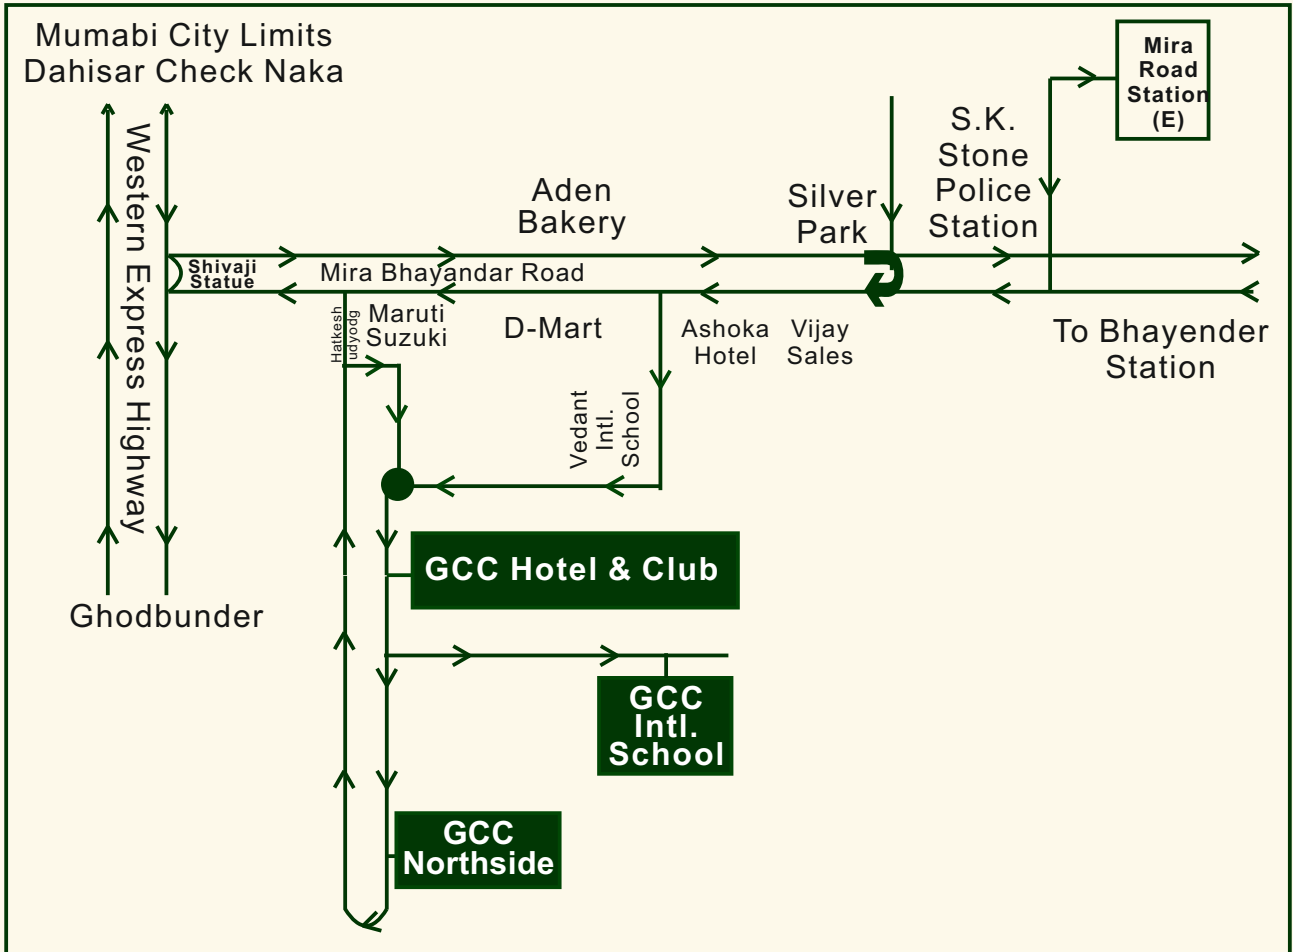 Mumabi City Limits
Dahisar Check Naka
Mira
Road
Station
(E)
S.K.
Stone
Police
Station
Silver
Park
Aden
Bakery
Western Express Highway
Shivaji
Statue
Mira Bhayandar Road
Hatkesh
udyodg
Maruti
Suzuki
D-Mart
Ashoka
Hotel
Vijay
Sales
To Bhayender
Station
Vedant
Intl.
School
GCC Hotel & Club
Ghodbunder
GCC
Intl.
School
GCC
Northside